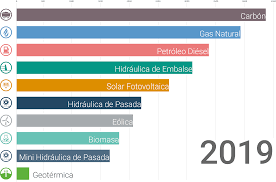 Carbón
Gas Natural
Petróleo Diésel
Hidráulica de Embalse
Solar Fotovoltaica
Hidráulica de Pasada
Eólica
Biomasa
Mini Hidráulica de Pasada
Geotérmica
2019